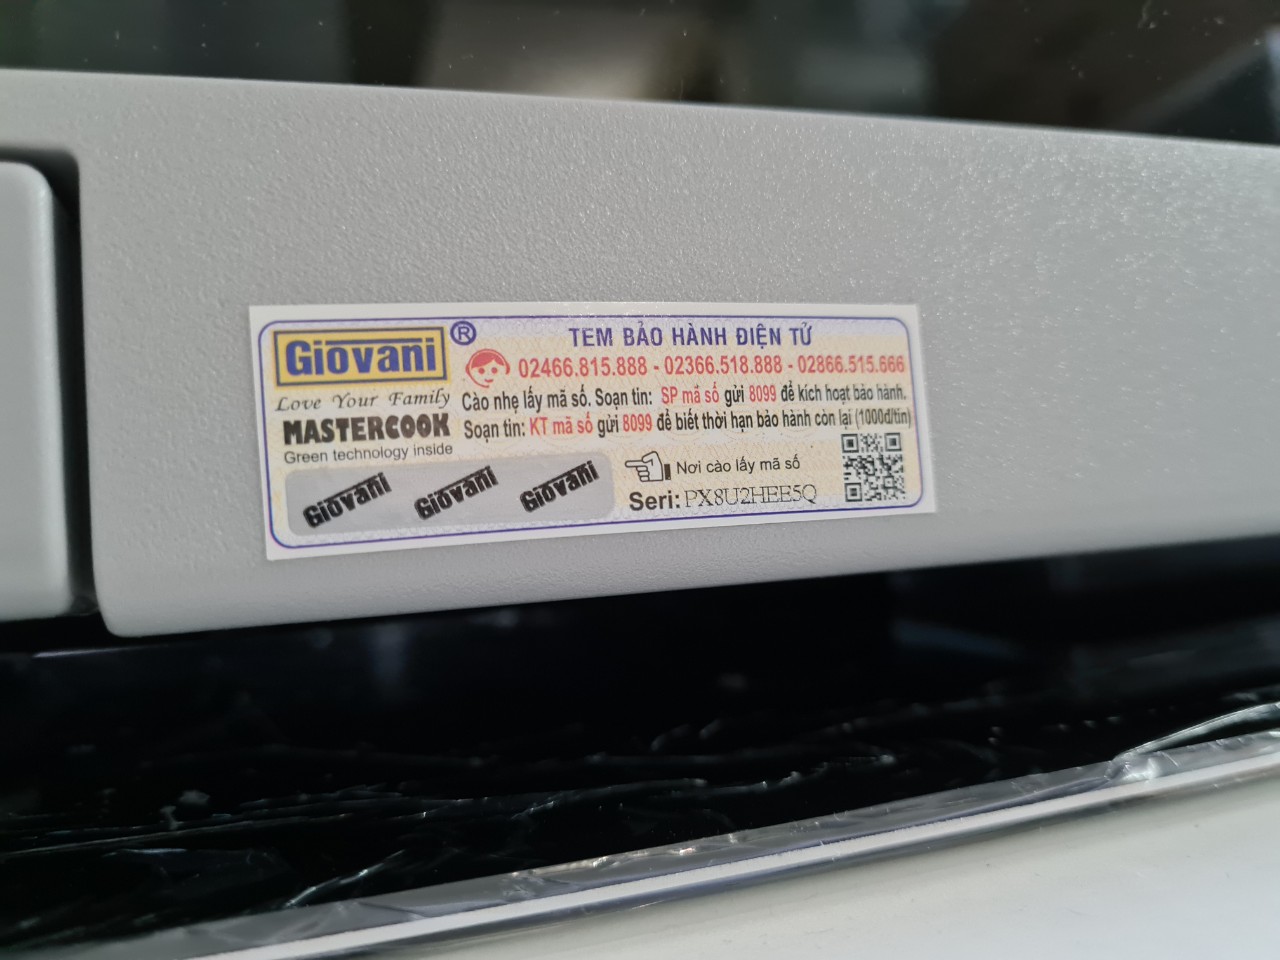 Giovani ®
Love Your Family
MASTERCOOK
Green technology inside
TEM BẢO HÀNH ĐIỆN TỬ
02466.815.888 - 02366.518.888 - 02866.515.666
Cào nhẹ lấy mã số. Soạn tin: SP mã số gửi 8099 để kích hoạt bảo hành.
Soạn tin: KT mã số gửi 8099 để biết thời hạn bảo hành còn lại (1000đ/tin)
Giovani Giovani Giovani
Nơi cào lấy mã số
Seri: PX8U2HEE5Q